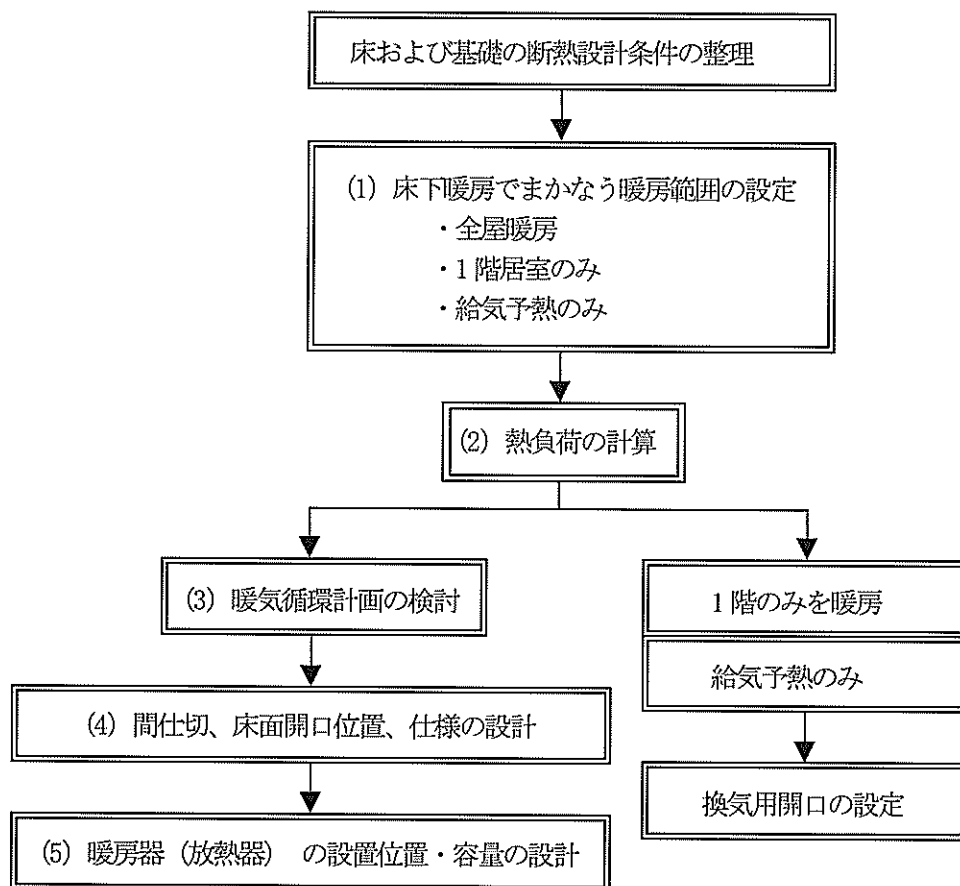 床および基礎の断熱設計条件の整理
(1) 床下暖房でまかなう暖房範囲の設定
・全屋暖房
・1階居室のみ
・給気予熱のみ
(2) 熱負荷の計算
(3) 暖気循環計画の検討
1階のみを暖房
給気予熱のみ
(4) 間仕切、床面開口位置、仕様の設計
換気用開口の設定
(5) 暖房器(放熱器) の設置位置・容量の設計